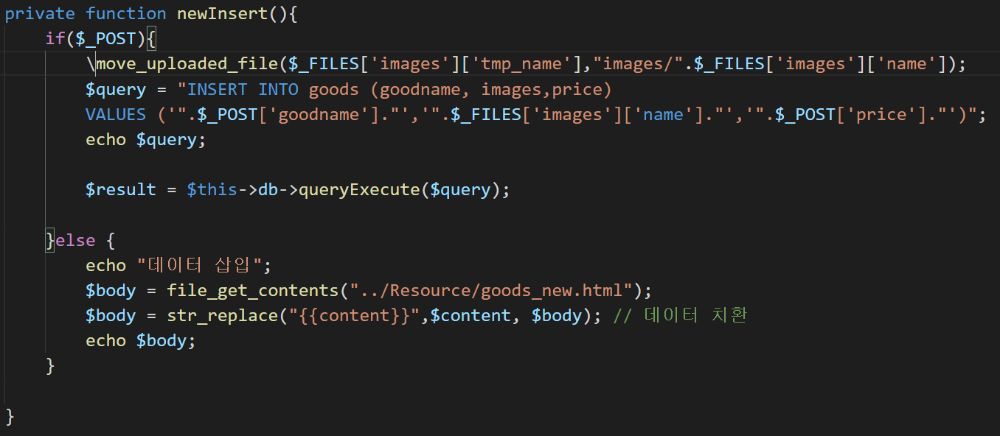 private function newInsert(){
if($_POST){
\move_uploaded_file($_FILES['images']['tmp_name'],"images/".$_FILES['images']['name']);
$query = "INSERT INTO goods (goodname, images,price)
VALUES ('".$_POST['goodname']."','".$_FILES['images']['name']."','".$_POST['price']."')";
echo $query;
$result = $this->db->queryExecute($query);
}else {
echo "데이터 삽입";
$body = file_get_contents("../Resource/goods_new.html");
$body = str_replace("{{content}}",$content, $body); // 데이터 치환
echo $body;
}
}